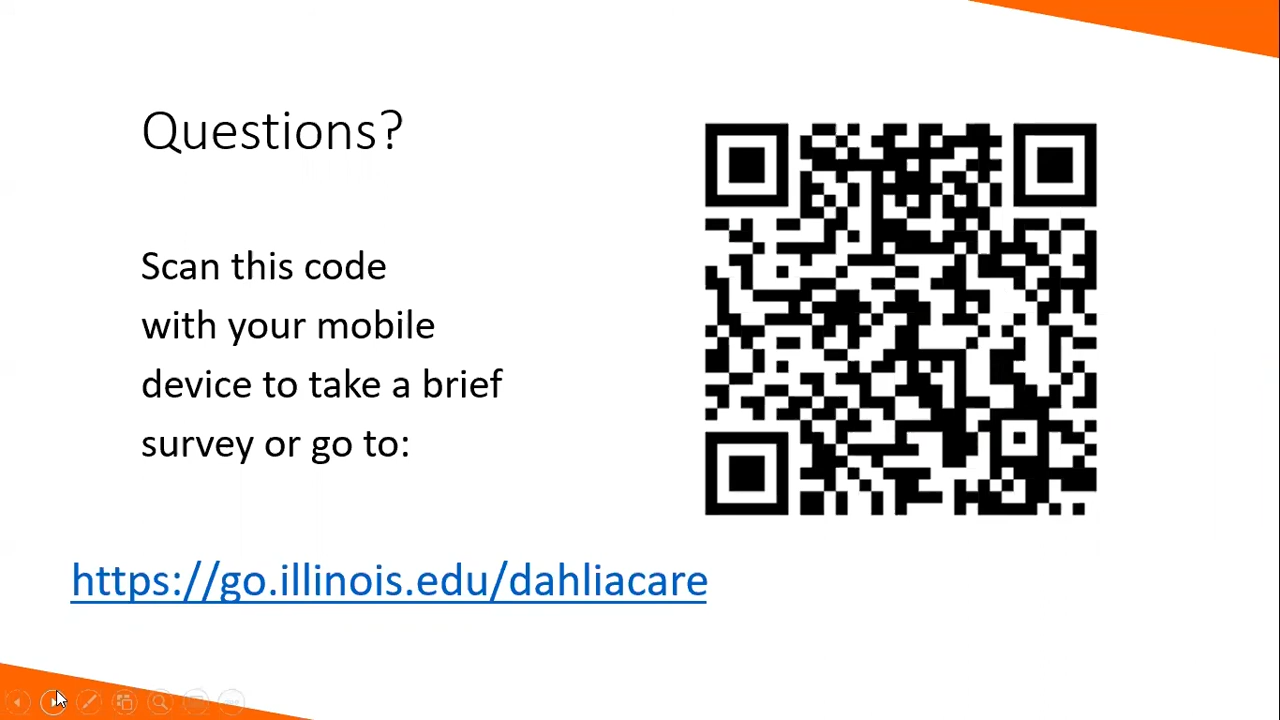 Questions?
Scan this code
with your mobile
device to take a brief
survey or go to:
https://go.illinois.edu/dahliacare